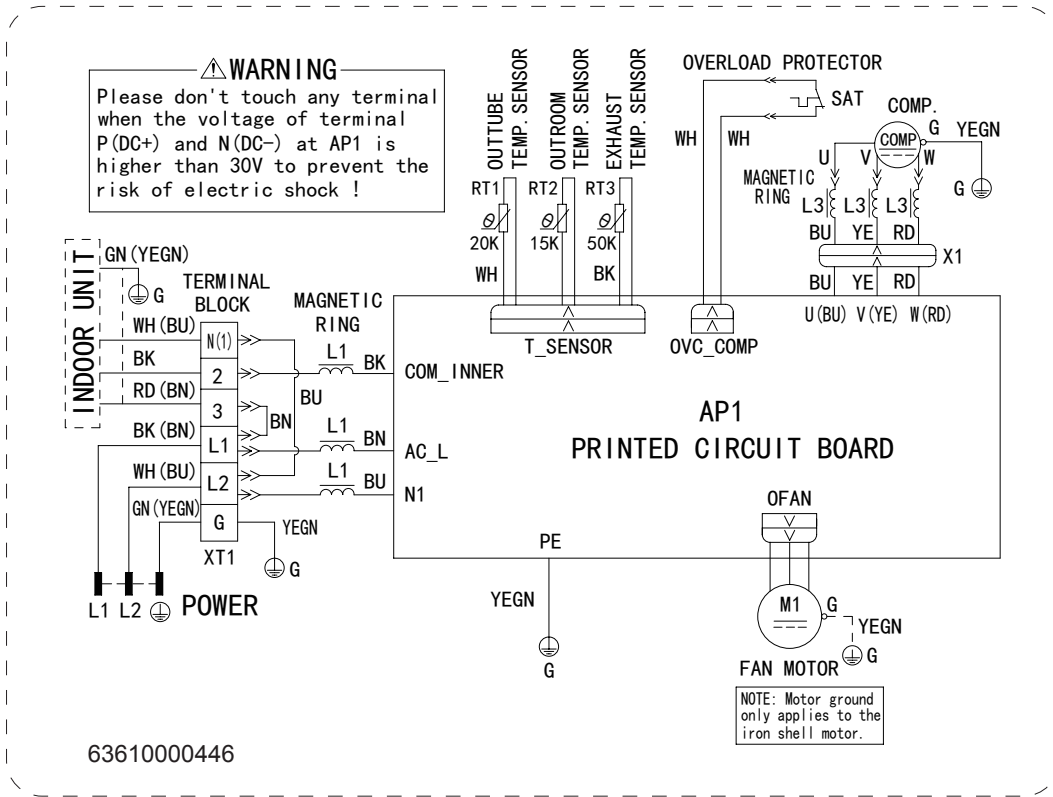 ⚠WARNING
Please don't touch any terminal
when the voltage of terminal
P(DC+) and N(DC-) at AP1 is
higher than 30V to prevent the
risk of electric shock !
OUTTUBE
TEMP. SENSOR
OUTROOM
TEMP. SENSOR
EXHAUST
TEMP. SENSOR
RT1
RT2
RT3
θ
θ
θ
20K
15K
50K
WH
BK
OVERLOAD PROTECTOR
SAT
WH
WH
COMP.
COMP
G
YEGN
G
U
V
W
MAGNETIC
RING
L3
L3
L3
BU
YE
RD
X1
BU
YE
RD
U(BU)
V(YE)
W(RD)
T_SENSOR
OVC_COMP
INDOOR UNIT
GN(YEGN)
G
TERMINAL
BLOCK
MAGNETIC
RING
WH(BU)
N(1)
BK
2
L1
BK
COM_INNER
BU
RD(BN)
3
BN
BK(BN)
L1
L1
BN
AC_L
WH(BU)
L2
L1
BU
N1
GN(YEGN)
G
YEGN
G
XT1
L1
L2
POWER
AP1
PRINTED CIRCUIT BOARD
PE
YEGN
G
OFAN
M1
G
YEGN
G
FAN MOTOR
NOTE: Motor ground
only applies to the
iron shell motor.
63610000446